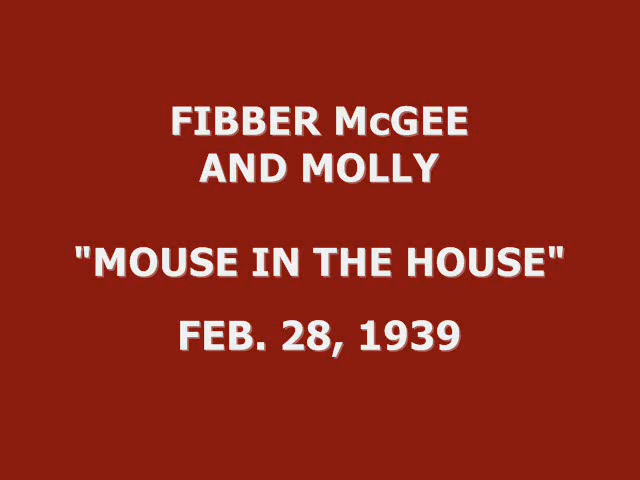 FIBBER McGEE
AND MOLLY
"MOUSE IN THE HOUSE"
FEB. 28, 1939